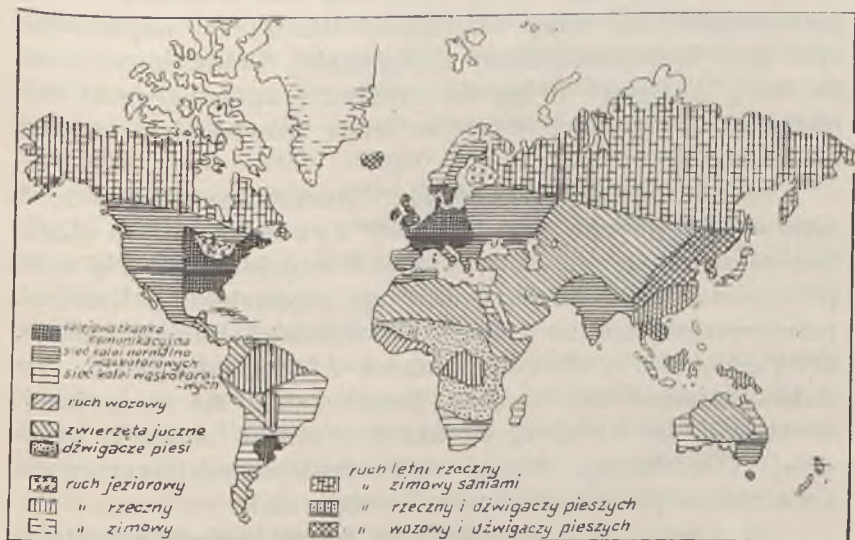 kolejowa tkanka
komunikacyjna
sieć kolei normalno
i wąskotorowych
sieć kolei wąskotoro-
wych
ruch wozowy
zwierzęta juczne
dźwigacze piesi
ruch jeziorowy
" rzeczny
" zimowy
ruch letni rzeczny
" zimowy saniami
" rzeczny i dźwigaczy pieszych
" wozowy i dźwigaczy pieszych